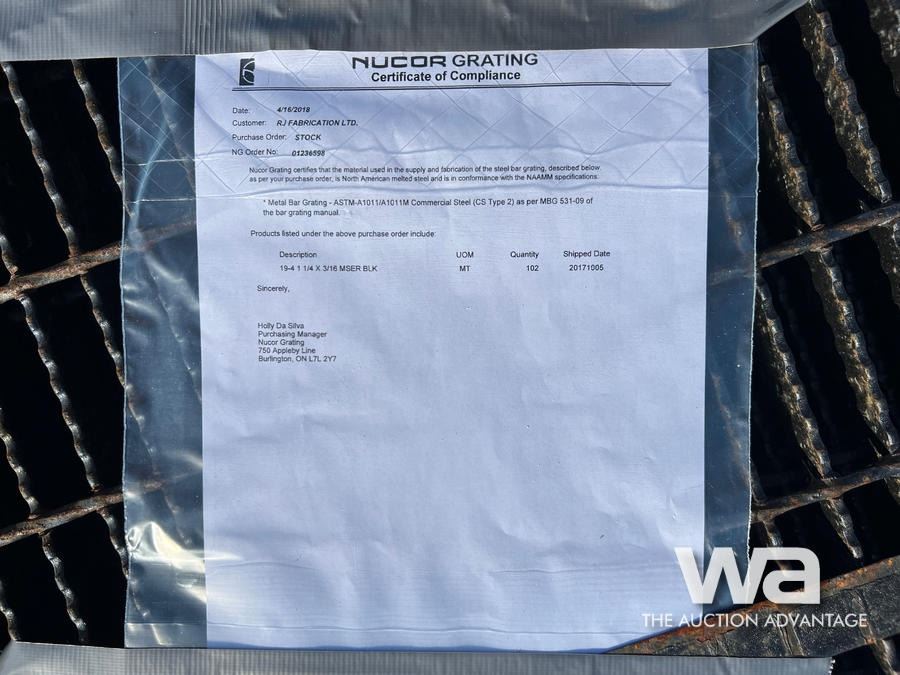 NUCOR GRATING
Certificate of Compliance
Date: 4/16/2018
Customer: RJ FABRICATION LTD.
Purchase Order: STOCK
NG Order No: 01236598
Nucor Grating certifies that the material used in the supply and fabrication of the steel bar grating, described below
as per your purchase order, is North American melted steel and is in conformance with the NAAMM specifications.
* Metal Bar Grating - ASTM-A1011/A1011M Commercial Steel (CS Type 2) as per MBG 531-09 of
the bar grating manual.
Products listed under the above purchase order include:
Description UOM Quantity Shipped Date
19-4 1 1/4 X 3/16 MSER BLK MT 102 20171005
Sincerely,
Holly Da Silva
Purchasing Manager
Nucor Grating
750 Appleby Line
Burlington, ON L7L 2Y7
wa
THE AUCTION ADVANTAGE